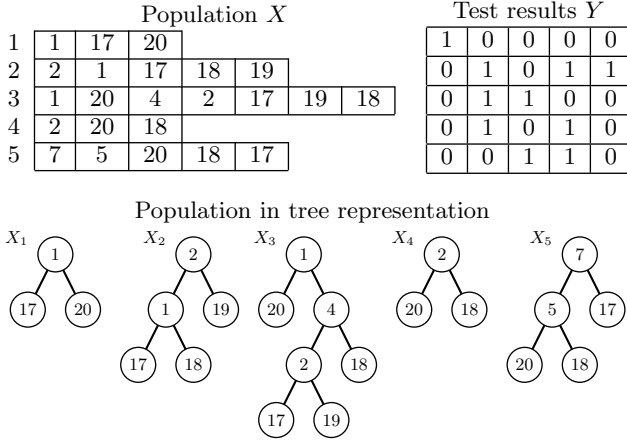 Population X
Test results Y
1 1 17 20
2 2 1 17 18 19
3 1 20 4 2 17 19 18
4 2 20 18
5 7 5 20 18 17
1 0 0 0 0
0 1 0 1 1
0 1 1 0 0
0 1 0 1 0
0 0 1 1 0
Population in tree representation
X1 X2 X3 X4 X5
1 2 1 2 7
17 20 1 19 20 4 20 18 5 17
17 18 2 18 20 18
17 19